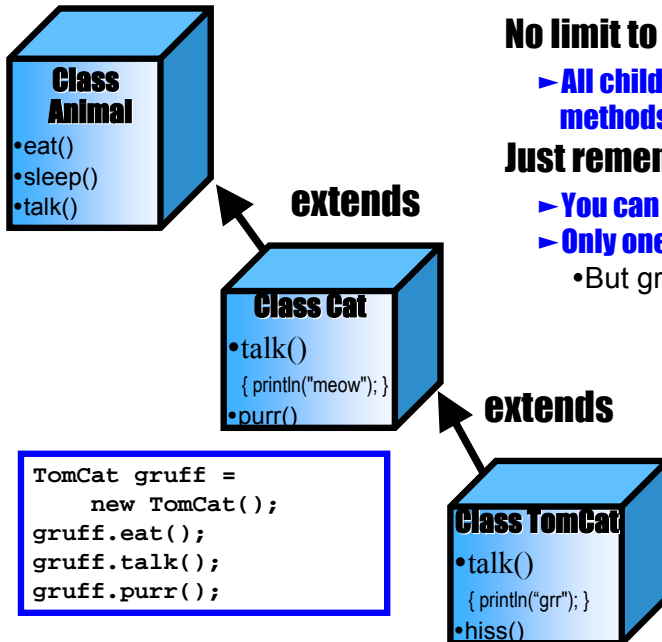 Class
Animal
•eat()
•sleep()
•talk()
extends
No limit to
►All child
methods
Just remem
►You can
►Only one
•But gr
Class Cat
•talk()
{ println("meow"); }
•purr()
extends
Class TomCat
•talk()
{ println(“grr"); }
•hiss()
TomCat gruff =
new TomCat();
gruff.eat();
gruff.talk();
gruff.purr();